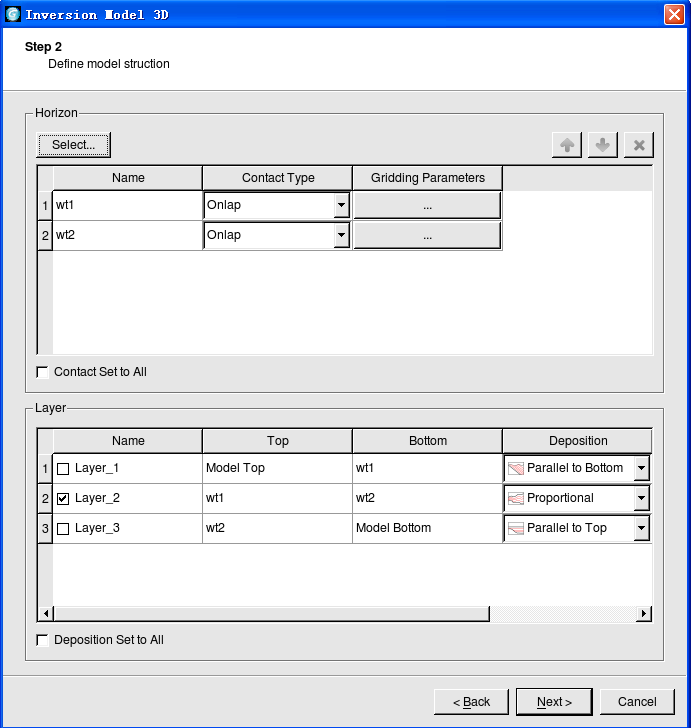 Inversion Model 3D
Step 2
Define model struction
Horizon
Select...
Name Contact Type Gridding Parameters
1 wt1 Onlap ...
2 wt2 Onlap ...
Contact Set to All
Layer
Name Top Bottom Deposition
1 Layer_1 Model Top wt1 Parallel to Bottom
2 Layer_2 wt1 wt2 Proportional
3 Layer_3 wt2 Model Bottom Parallel to Top
Deposition Set to All
< Back Next > Cancel